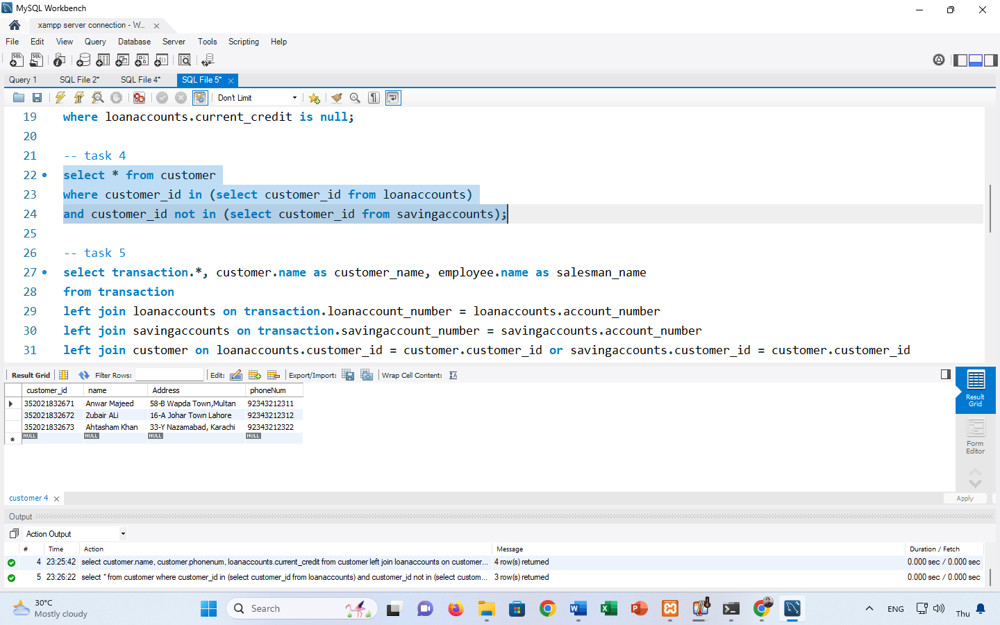 MySQL Workbench
xampp server connection - W...
File Edit View Query Database Server Tools Scripting Help
Query 1 SQL File 2* SQL File 4* SQL File 5*
Don't Limit
19 where loanaccounts.current_credit is null;
20
21 -- task 4
22 select * from customer
23 where customer_id in (select customer_id from loanaccounts)
24 and customer_id not in (select customer_id from savingaccounts);
25
26 -- task 5
27 select transaction.*, customer.name as customer_name, employee.name as salesman_name
28 from transaction
29 left join loanaccounts on transaction.loanaccount_number = loanaccounts.account_number
30 left join savingaccounts on transaction.savingaccount_number = savingaccounts.account_number
31 left join customer on loanaccounts.customer_id = customer.customer_id or savingaccounts.customer_id = customer.customer_id
Result Grid Filter Rows: Edit: Export/Import: Wrap Cell Content:
customer_id name Address phoneNum
352021832671 Anwar Majeed 58-B Wapda Town,Multan 92343212311
352021832672 Zubair ALi 16-A Johar Town Lahore 92343212312
352021832673 Ahtasham Khan 33-Y Nazamabad, Karachi 92343212322
NULL NULL NULL NULL
Result
Grid
Form
Editor
customer 4
Apply
Output
Action Output
# Time Action Message Duration / Fetch
4 23:25:42 select customer.name, customer.phonenum, loanaccounts.current_credit from customer left join loanaccounts on customer... 4 row(s) returned 0.000 sec / 0.000 sec
5 23:26:22 select * from customer where customer_id in (select customer_id from loanaccounts) and customer_id not in (select custom... 3 row(s) returned 0.000 sec / 0.000 sec
30°C
Mostly cloudy
Search
ENG
Thu